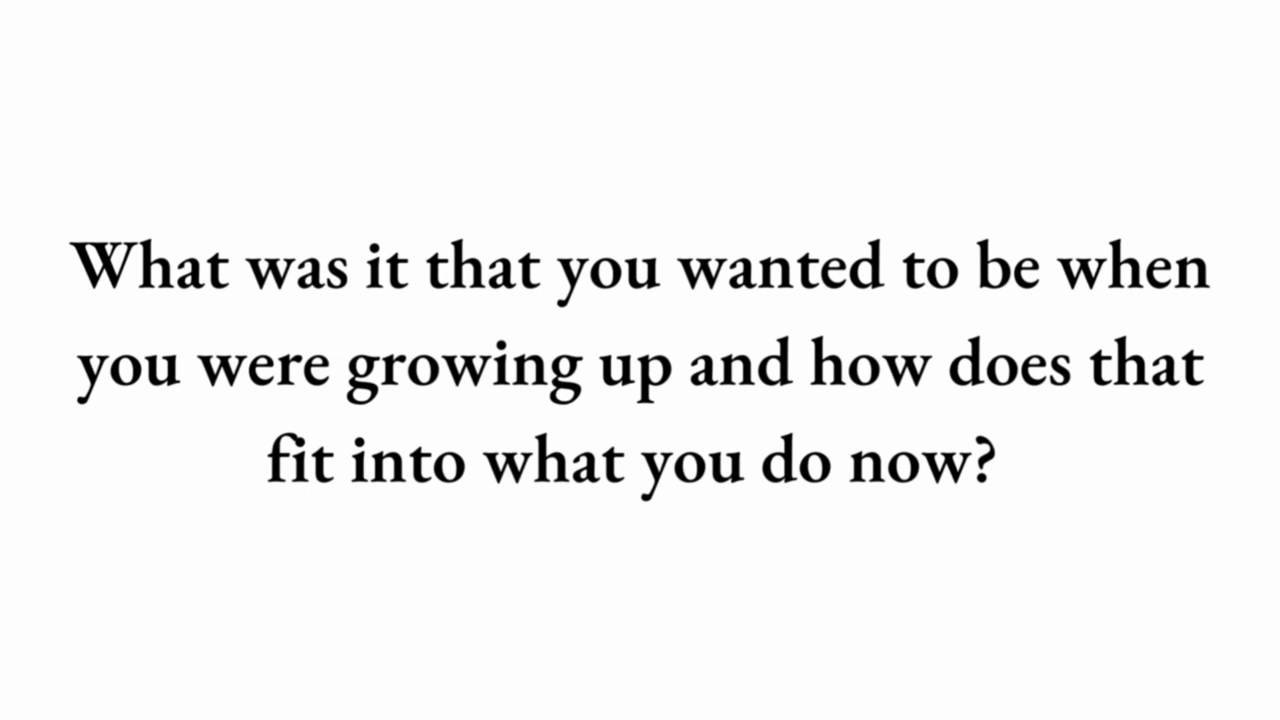 What was it that you wanted to be when
you were growing up and how does that
fit into what you do now?